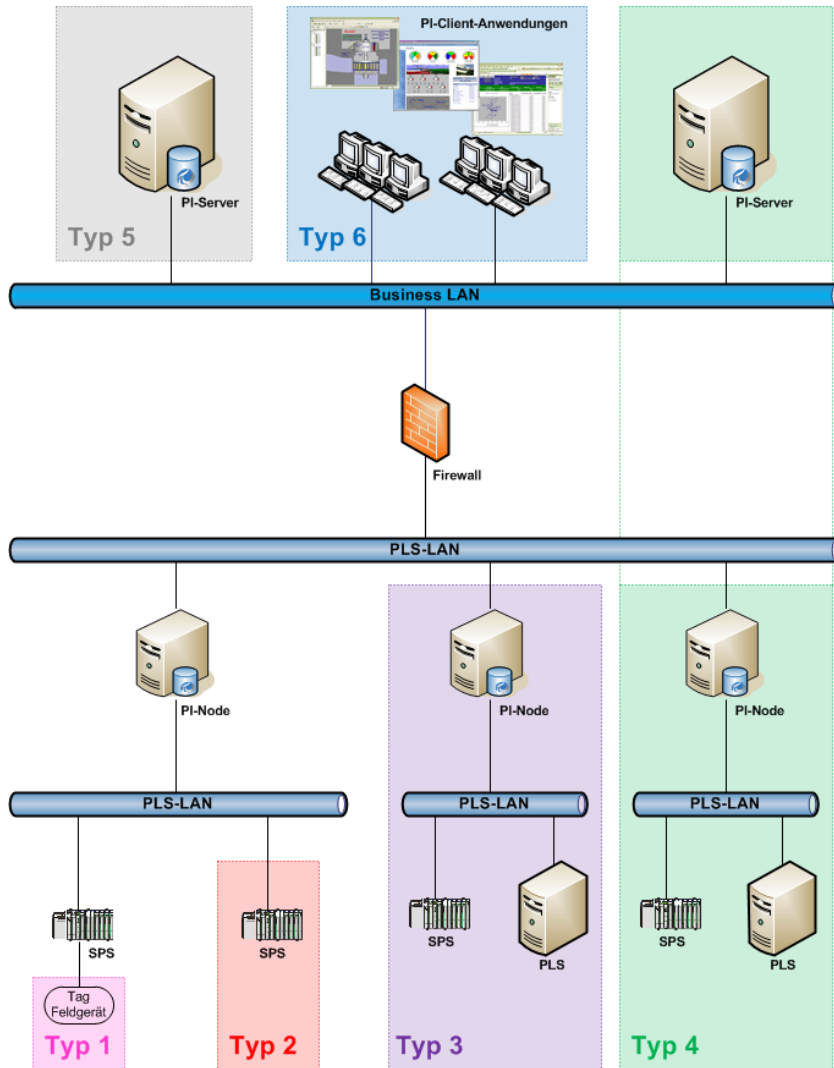 PI-Client-Anwendungen
PI-Server
PI-Server
Typ 5
Typ 6
Business LAN
Firewall
PLS-LAN
PI-Node
PI-Node
PI-Node
PLS-LAN
PLS-LAN
PLS-LAN
SPS
SPS
SPS
PLS
SPS
PLS
Tag
Feldgerät
Typ 1
Typ 2
Typ 3
Typ 4